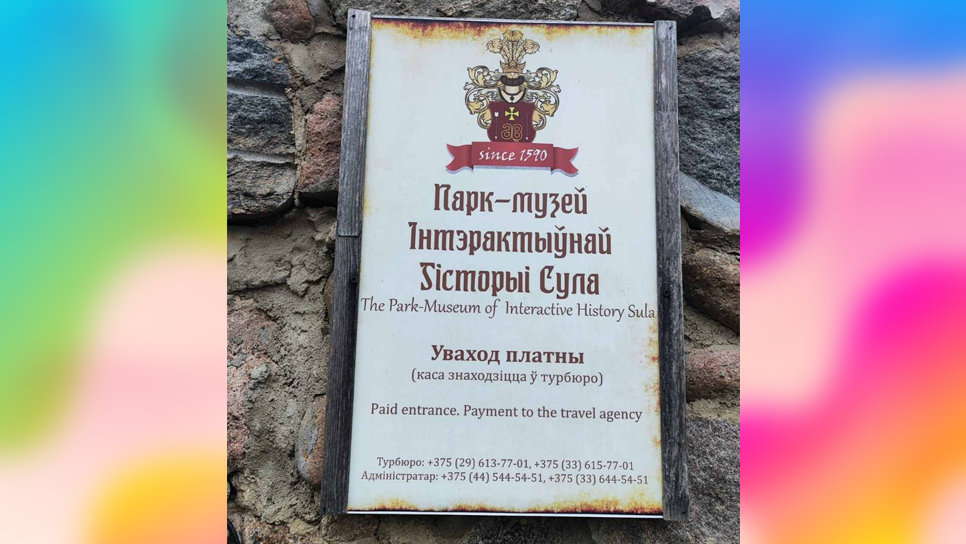 ав
since 1590
Парк-музей
Інтэрактыўнай
Гісторыі Сула
The Park-Museum of Interactive History Sula
Уваход платны
(каса знаходзіцца ў турбюро)
Paid entrance. Payment to the travel agency
Турбюро: +375 (29) 613-77-01, +375 (33) 615-77-01
Адміністратар: +375 (44) 544-54-51, +375 (33) 644-54-51